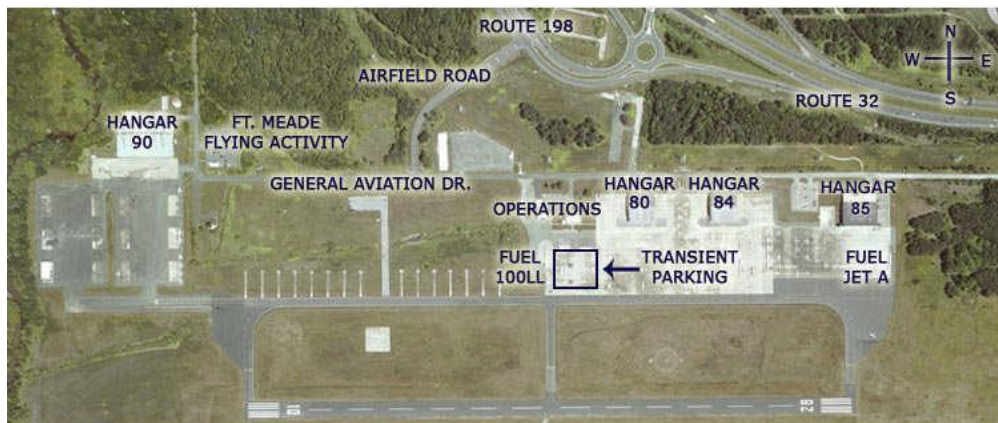 ROUTE 198
N
W E
S
AIRFIELD ROAD
ROUTE 32
HANGAR
90
FT. MEADE
FLYING ACTIVITY
GENERAL AVIATION DR.
HANGAR
80
HANGAR
84
HANGAR
85
OPERATIONS
FUEL
100LL
TRANSIENT
PARKING
FUEL
JET A
10
28